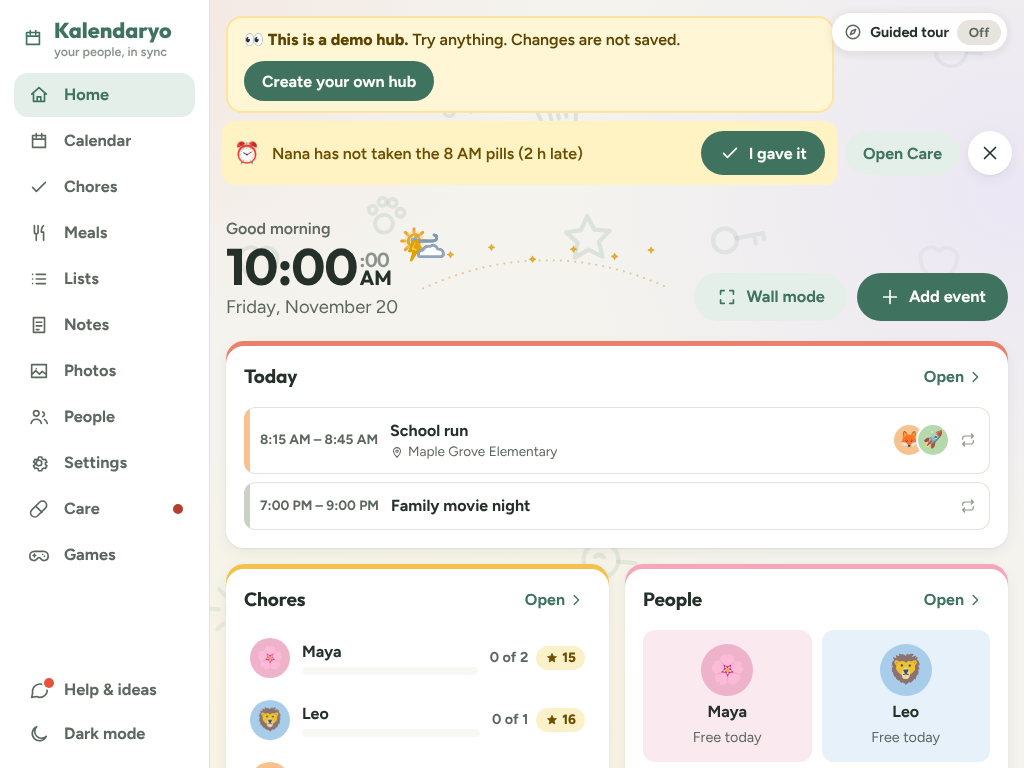 Kalendaryo
your people, in sync
Home
Calendar
Chores
Meals
Lists
Notes
Photos
People
Settings
Care
Games
Help & ideas
Dark mode
👀 This is a demo hub. Try anything. Changes are not saved.
Create your own hub
Guided tour Off
Nana has not taken the 8 AM pills (2 h late)
I gave it
Open Care
Good morning
10:00 :00 AM
Friday, November 20
Wall mode
Add event
Today
Open
8:15 AM – 8:45 AM School run
Maple Grove Elementary
7:00 PM – 9:00 PM Family movie night
Chores
Open
Maya 0 of 2 ★ 15
Leo 0 of 1 ★ 16
People
Open
Maya
Free today
Leo
Free today